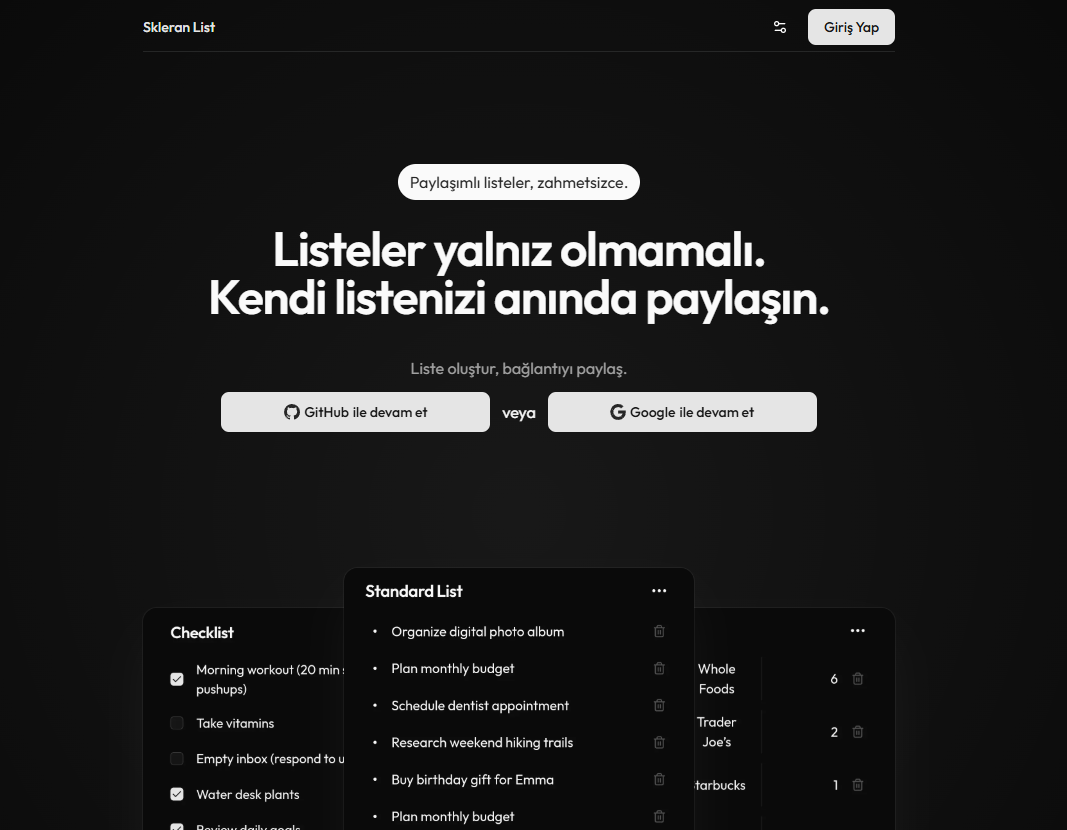 Skleran List
Giriş Yap
Paylaşımlı listeler, zahmetsizce.
Listeler yalnız olmamalı.
Kendi listenizi anında paylaşın.
Liste oluştur, bağlantıyı paylaş.
GitHub ile devam et
veya
Google ile devam et
Checklist
Morning workout (20 min
pushups)
Take vitamins
Empty inbox (respond to
Water desk plants
Review daily goals
Standard List
• Organize digital photo album
• Plan monthly budget
• Schedule dentist appointment
• Research weekend hiking trails
• Buy birthday gift for Emma
• Plan monthly budget
Whole
Foods
6
Trader
Joe's
2
tarbucks
1